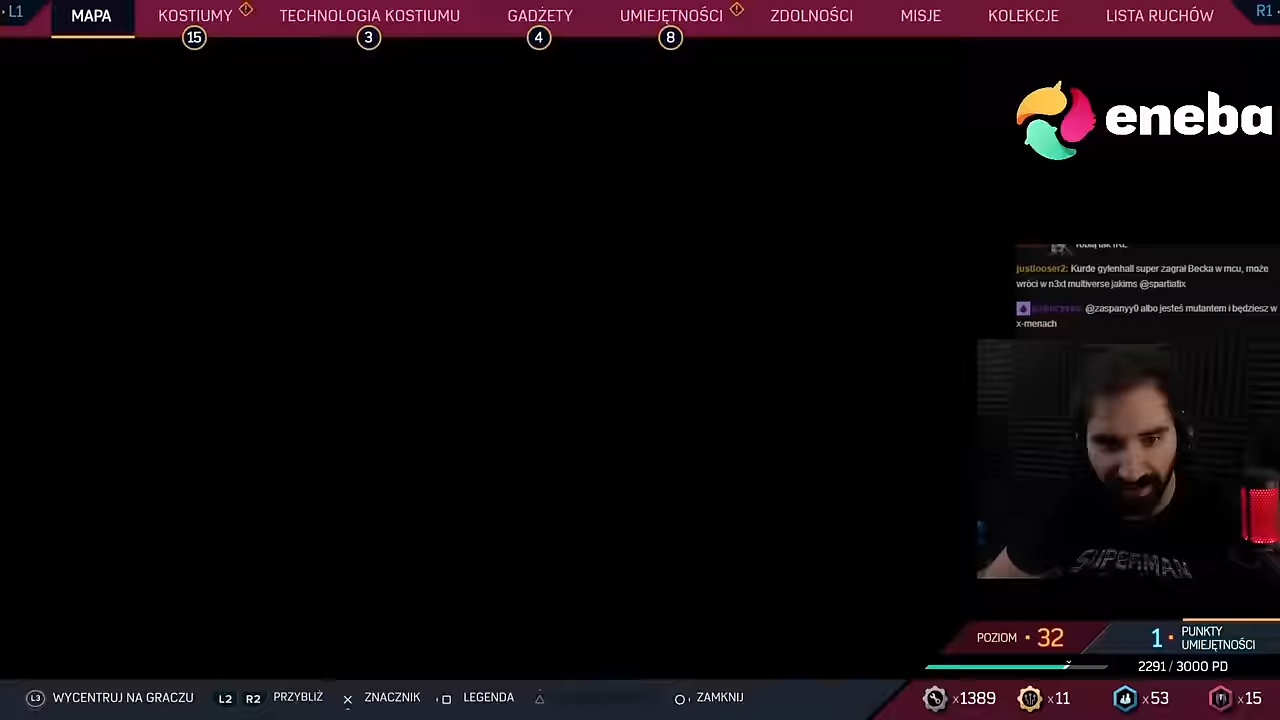 L1 MAPA KOSTIUMY TECHNOLOGIA KOSTIUMU GADŻETY UMIEJĘTNOŚCI ZDOLNOŚCI MISJE KOLEKCJE LISTA RUCHÓW R1
15 3 4 8
eneba
justlooser2: Kurde gylenhall super zagrał Becka w mcu, może
wróci w n3xt multiverse jakims @spartiatix
@zaspanyy0 albo jesteś mutantem i będziesz w
x-menach
SUPERMAN
POZIOM · 32 1 · PUNKTY
UMIEJĘTNOŚCI
2291 / 3000 PD
L3 WYCENTRUJ NA GRACZU L2 R2 PRZYBLIŻ ZNACZNIK LEGENDA ZAMKNIJ x1389 x11 x53 x15